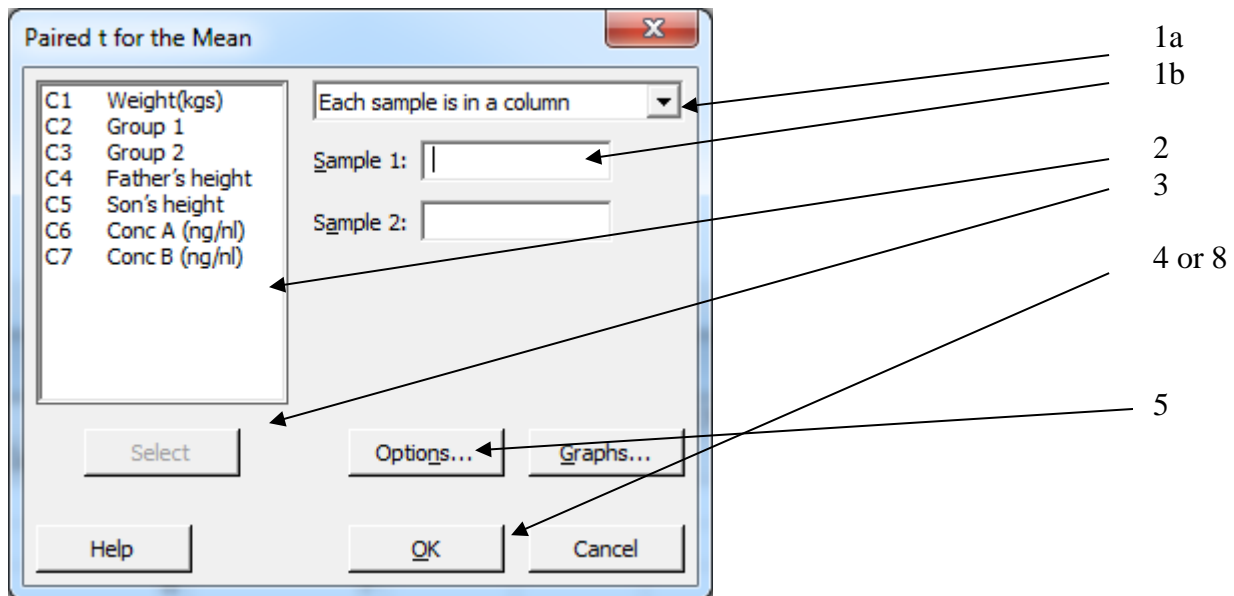 Paired t for the Mean
C1 Weight(kgs)
C2 Group 1
C3 Group 2
C4 Father's height
C5 Son's height
C6 Conc A (ng/nl)
C7 Conc B (ng/nl)
Each sample is in a column
Sample 1:
Sample 2:
Select
Options...
Graphs...
Help
OK
Cancel
1a
1b
2
3
4 or 8
5